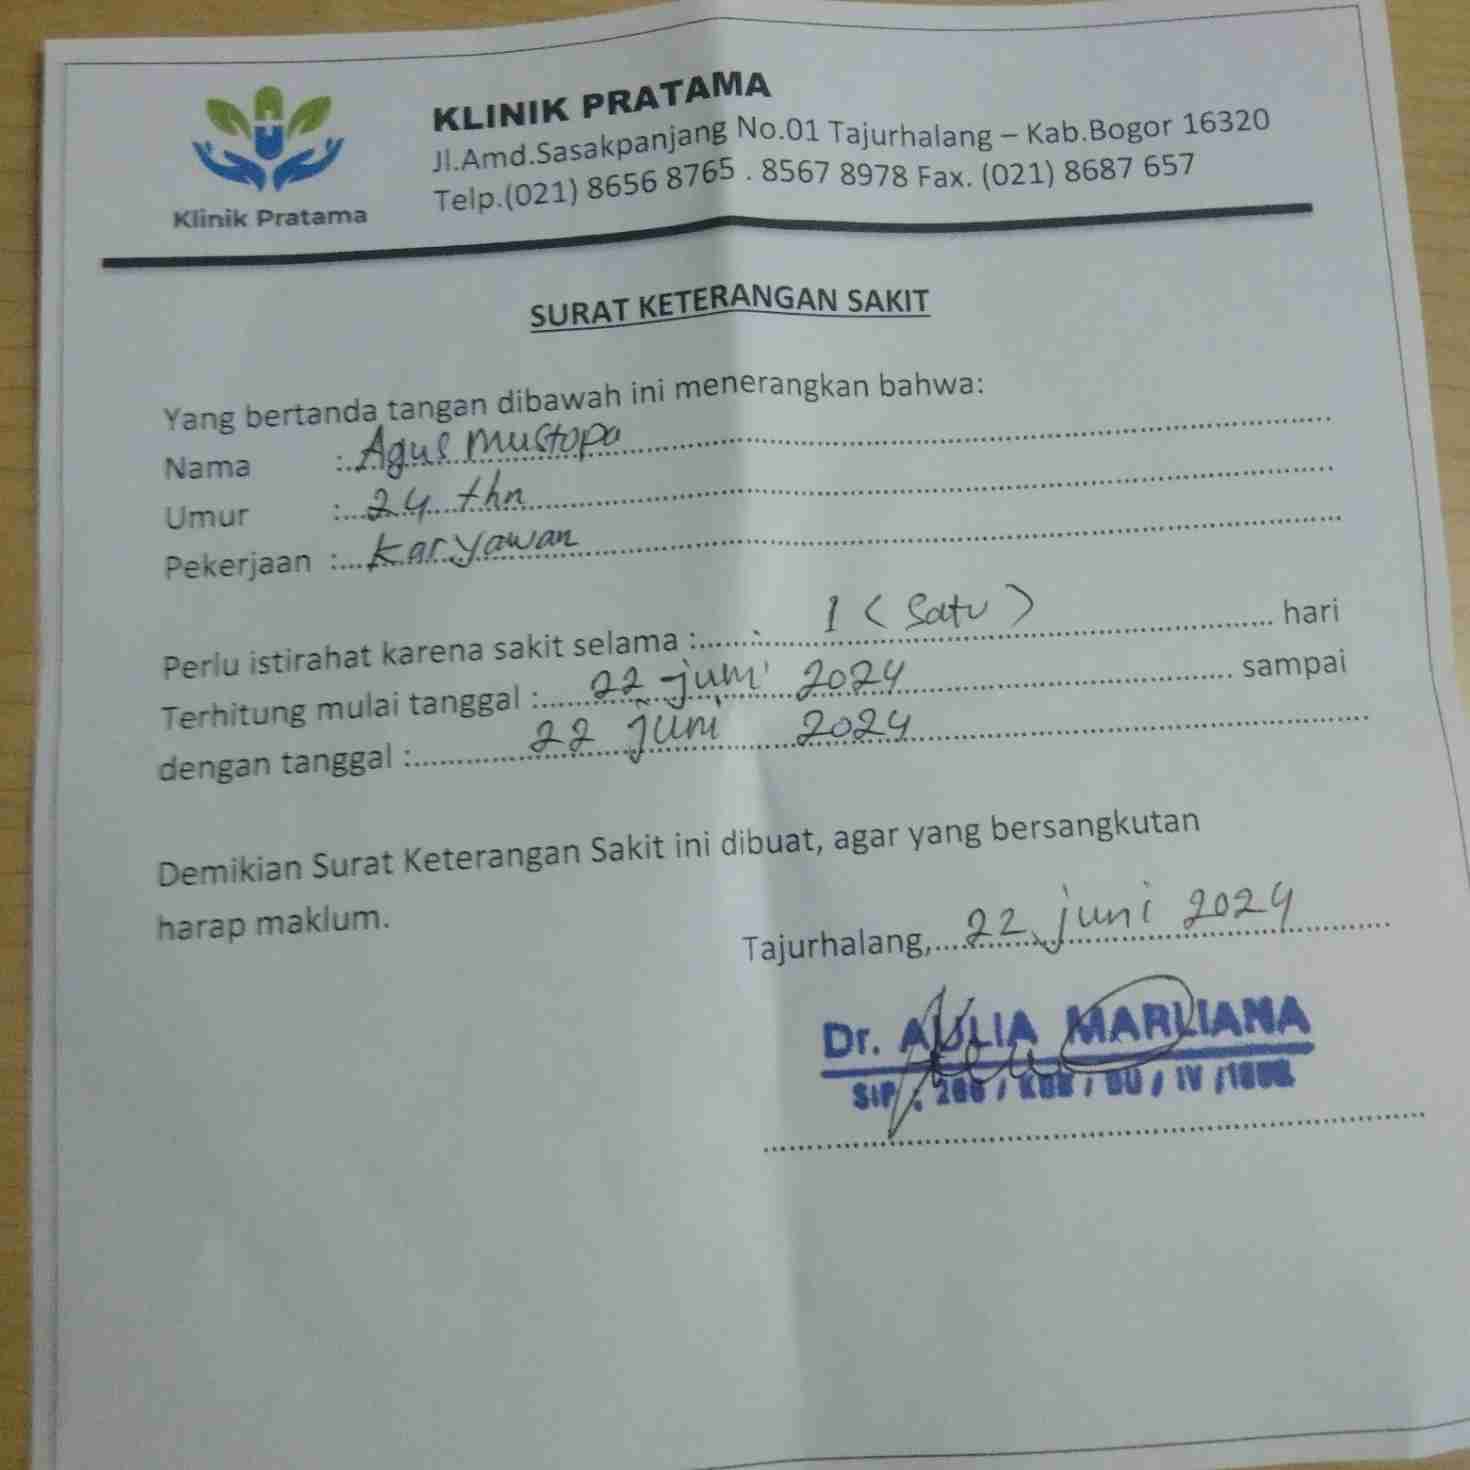 KLINIK PRATAMA
Jl.Amd.Sasakpanjang No.01 Tajurhalang – Kab.Bogor 16320
Telp.(021) 8656 8765 . 8567 8978 Fax. (021) 8687 657
Klinik Pratama
SURAT KETERANGAN SAKIT
Yang bertanda tangan dibawah ini menerangkan bahwa:
Nama : Agus Mustopa
Umur : 24 thn
Pekerjaan : Karyawan
Perlu istirahat karena sakit selama : 1 (Satu) hari
Terhitung mulai tanggal : 22 juni 2024 sampai
dengan tanggal : 22 juni 2024
Demikian Surat Keterangan Sakit ini dibuat, agar yang bersangkutan
harap maklum.
Tajurhalang, 22 juni 2024
Dr. AULIA MARLIANA
SIP : / IV /